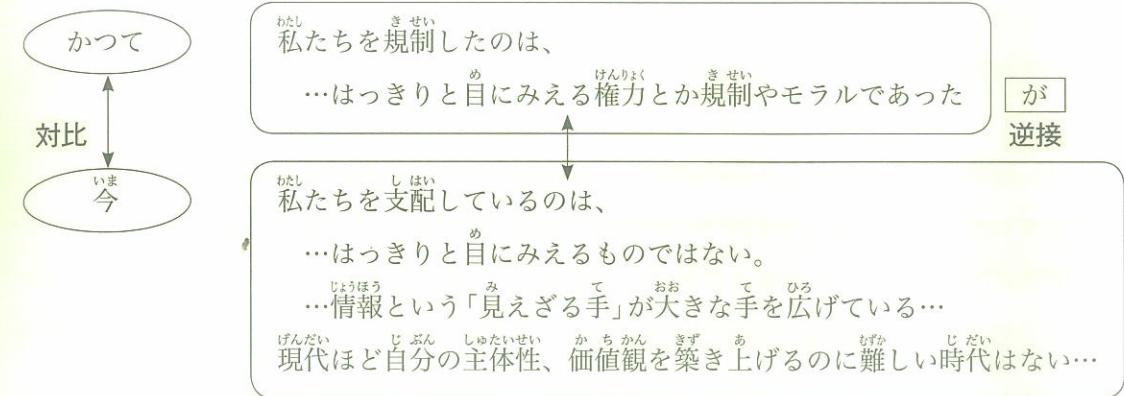 かつて
私たちを規制したのは、
…はっきりと目にみえる権力とか規制やモラルであった
が
対比
逆接
今
私たちを支配しているのは、
…はっきりと目にみえるものではない。
…情報という「見えざる手」が大きな手を広げている…
現代ほど自分の主体性、価値観を築き上げるのに難しい時代はない…